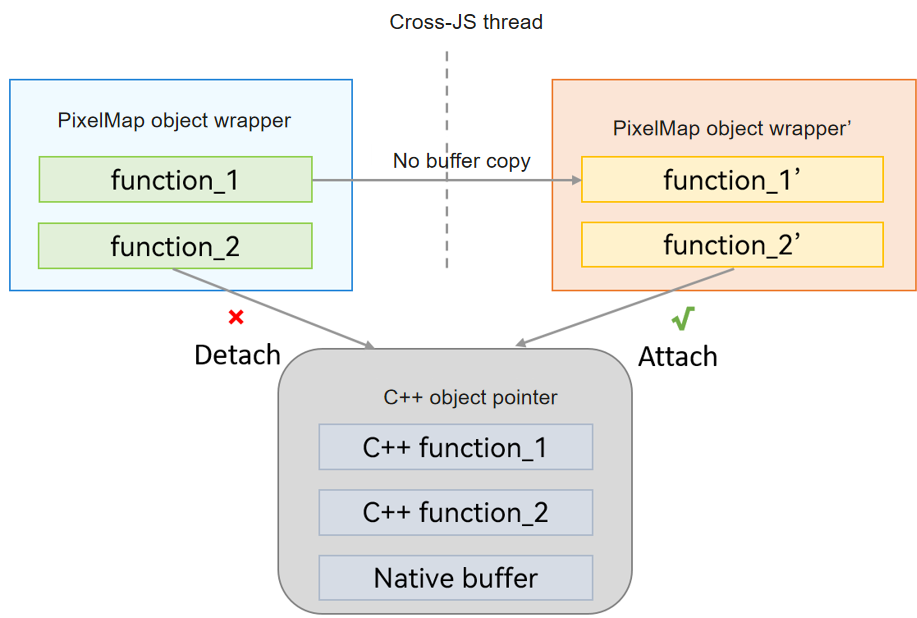 Cross-JS thread
PixelMap object wrapper
PixelMap object wrapper’
No buffer copy
function_1
function_1’
function_2
function_2’
Detach
Attach
C++ object pointer
C++ function_1
C++ function_2
Native buffer